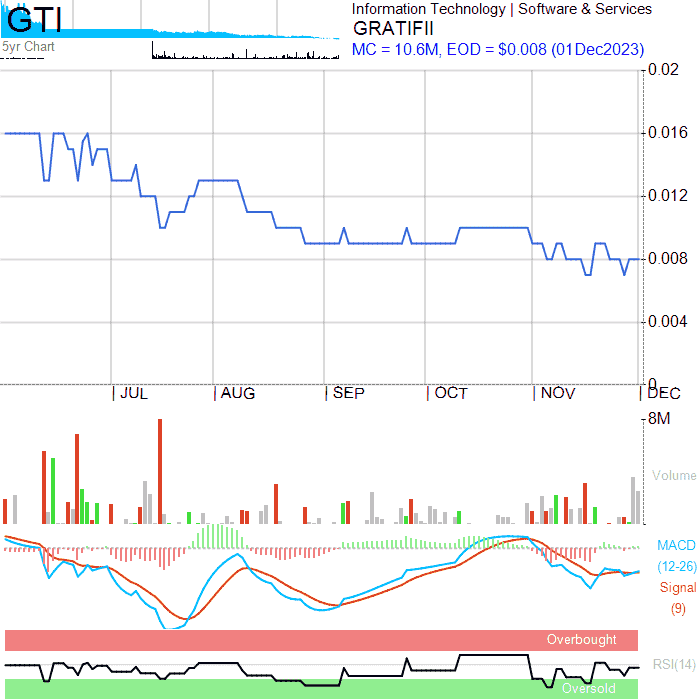 GTI
5yr Chart
Information Technology | Software & Services
GRATIFII
MC = 10.6M, EOD = $0.008 (01Dec2023)
0.02
0.016
0.012
0.008
0.004
0
JUL AUG SEP OCT NOV DEC
8M
Volume
MACD
(12-26)
Signal
(9)
Overbought
RSI(14)
Oversold